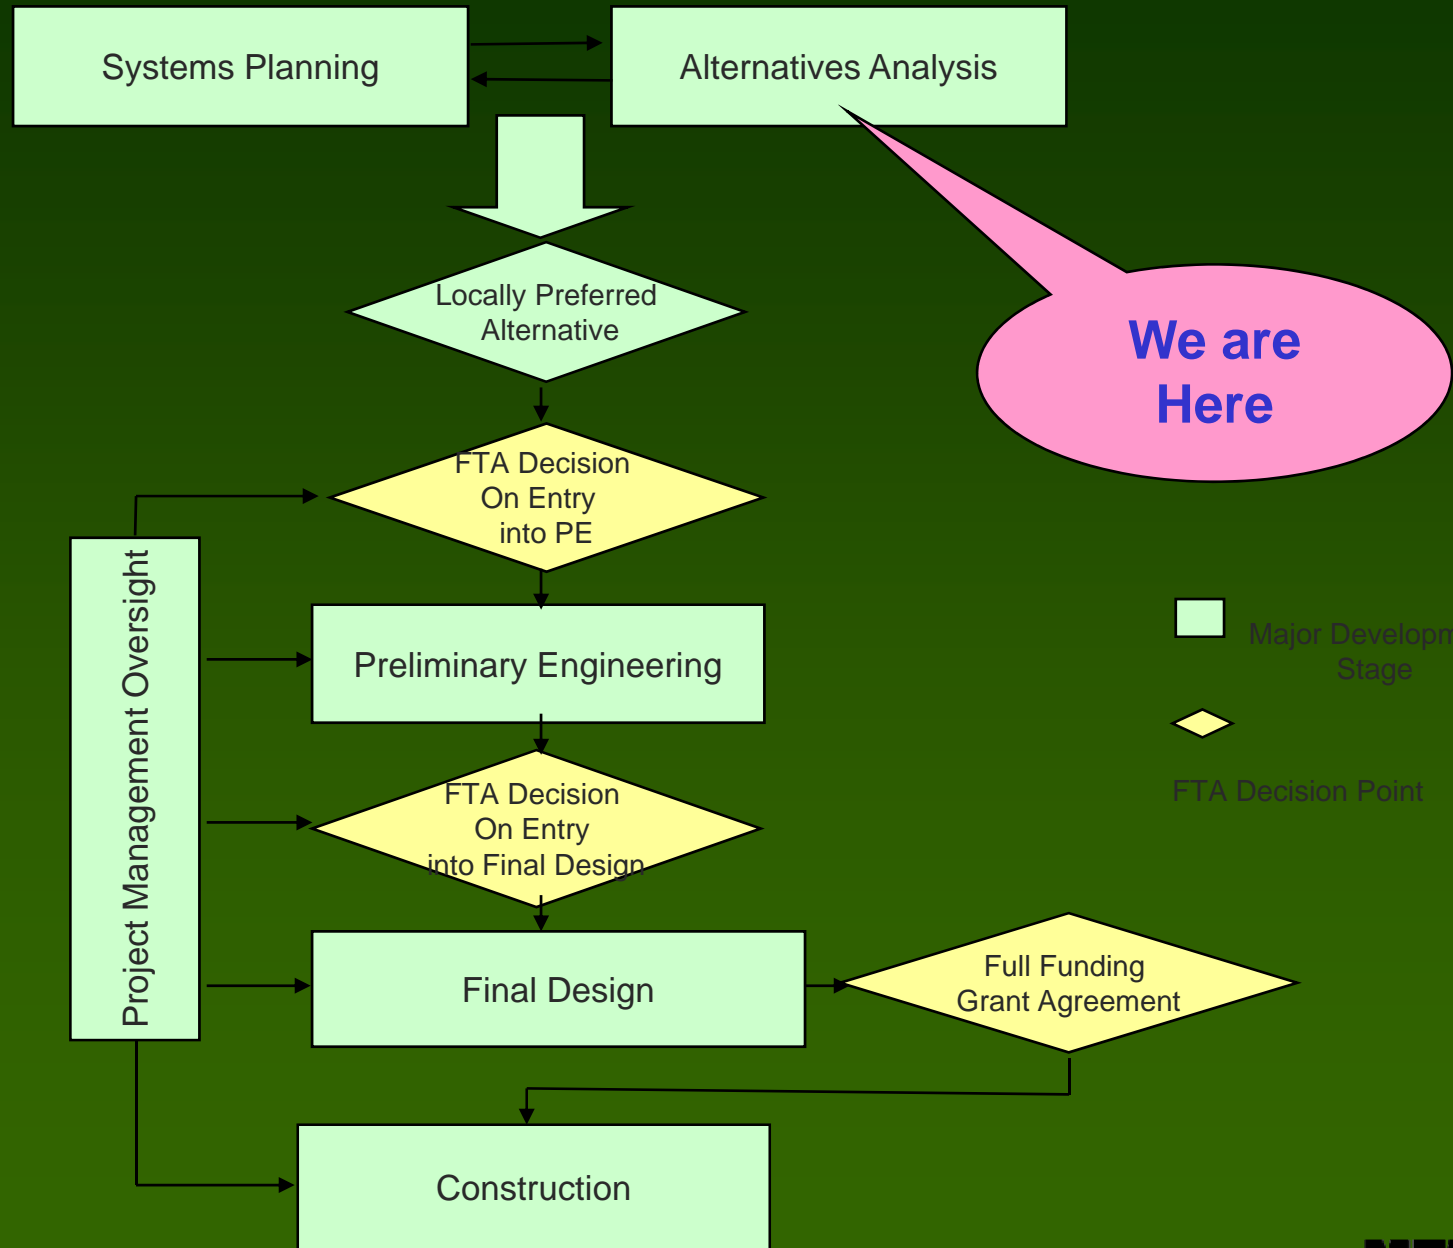 Systems Planning
Alternatives Analysis
Locally Preferred
Alternative
We are
Here
FTA Decision
On Entry
into PE
Project Management Oversight
Preliminary Engineering
Major
Stage
FTA Decision
On Entry
into Final Design
FTA Decision Point
Final Design
Full Funding
Grant Agreement
Construction